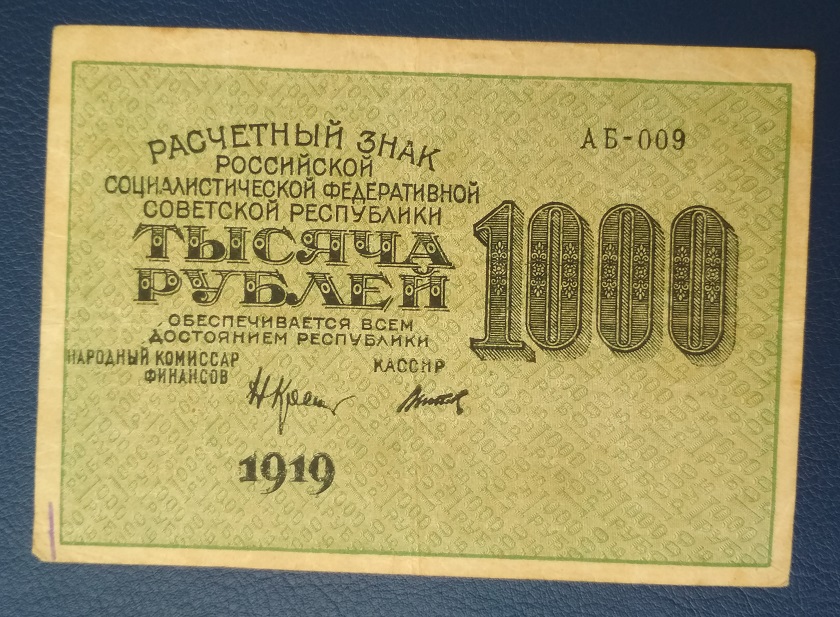 РАСЧЕТНЫЙ ЗНАК
РОССИЙСКОЙ
СОЦИАЛИСТИЧЕСКОЙ ФЕДЕРАТИВНОЙ
СОВЕТСКОЙ РЕСПУБЛИКИ
ТЫСЯЧА
РУБЛЕЙ
ОБЕСПЕЧИВАЕТСЯ ВСЕМ
ДОСТОЯНИЕМ РЕСПУБЛИКИ
НАРОДНЫЙ КОМИССАР
ФИНАНСОВ
КАССИР
1919
АБ-009
1000